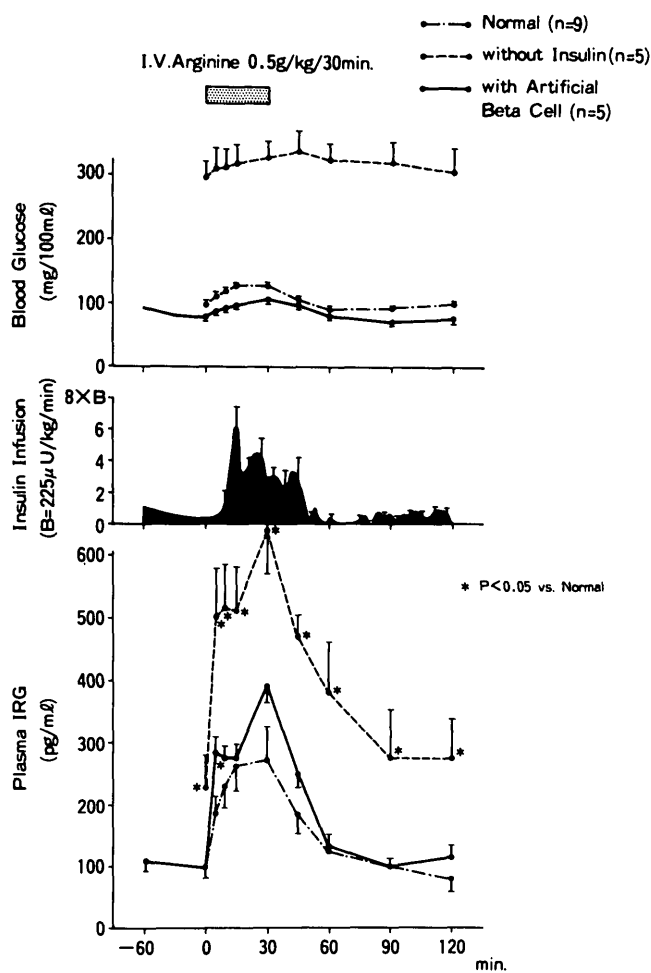 Normal (n=9)
without Insulin(n=5)
with Artificial
Beta Cell (n=5)
I.V.Arginine 0.5g/kg/30min.
Blood Glucose
(mg/100mℓ)
300
200
100
0
Insulin Infusion
(B=225μU/kg/min)
8×B
6
4
2
0
Plasma IRG
(pg/mℓ)
600
500
400
300
200
100
0
* P<0.05 vs. Normal
* * * * * * * * * *
−60 0 30 60 90 120
min.